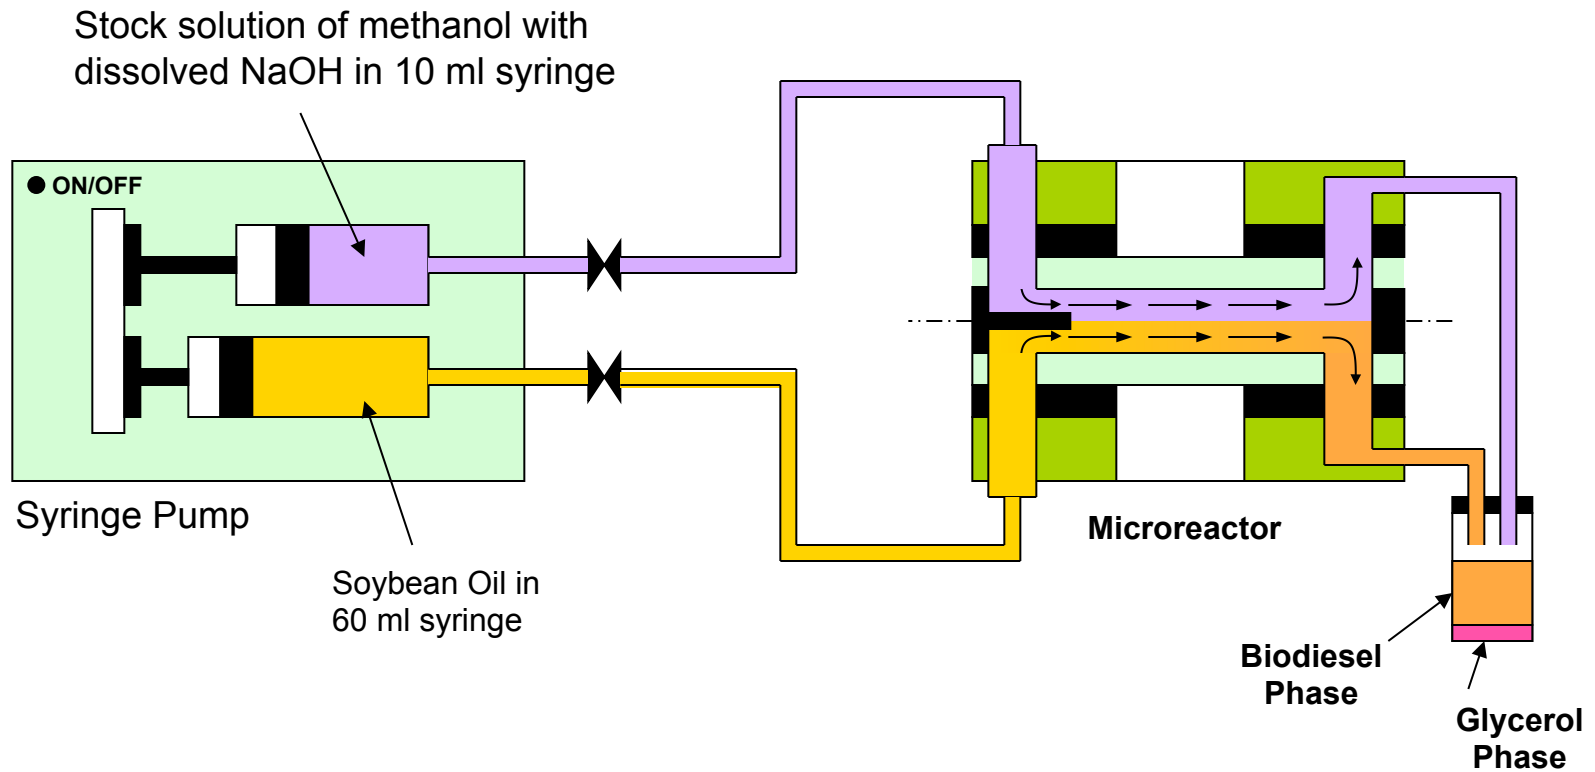 Stock solution of methanol with
dissolved NaOH in 10 ml syringe
ON/OFF
Syringe Pump
Soybean Oil in
60 ml syringe
Microreactor
Biodiesel
Phase
Glycerol
Phase